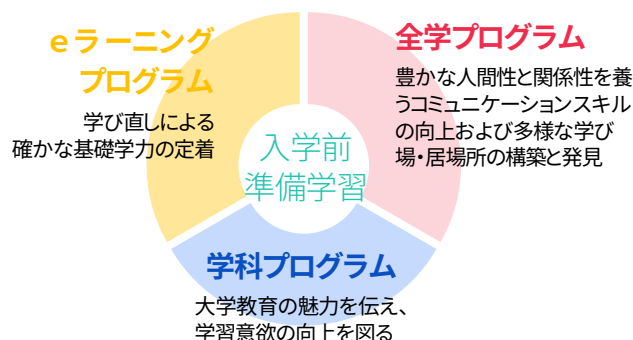 eラーニング
プログラム
学び直しによる
確かな基礎学力の定着
全学プログラム
豊かな人間性と関係性を養
うコミュニケーションスキル
の向上および多様な学び
場・居場所の構築と発見
入学前
準備学習
学科プログラム
大学教育の魅力を伝え、
学習意欲の向上を図る